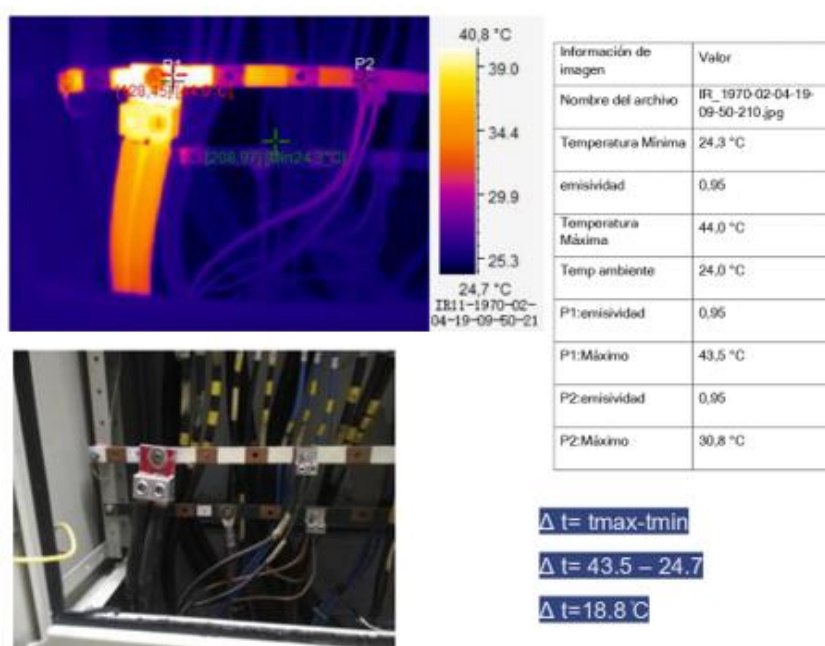 P1
P2
40,8 °C
39.0
34.4
29.9
25.3
24,7 °C
IR11-1970-02-
04-19-09-50-21
Información de
imagen
Valor
Nombre del archivo
IR_1970-02-04-19-
09-50-210.jpg
Temperatura Mínima
24,3 °C
emisividad
0,95
Temperatura
Máxima
44,0 °C
Temp ambiente
24,0 °C
P1:emisividad
0,95
P1:Máximo
43,5 °C
P2:emisividad
0,95
P2:Máximo
30,8 °C
Δ t= tmax-tmin
Δ t= 43.5 – 24.7
Δ t=18.8 ̊C